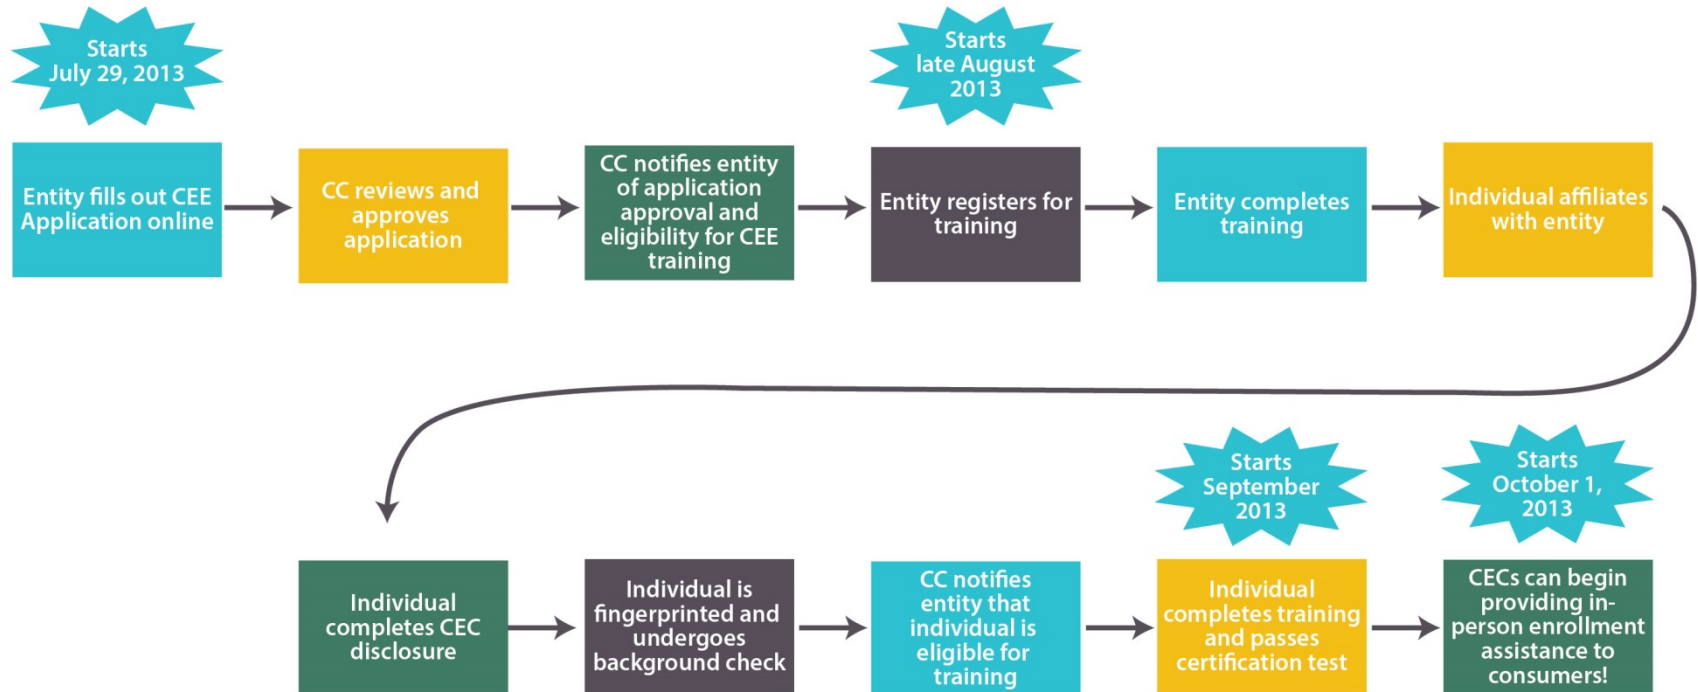 Starts
July 29, 2013
Starts
late August
2013
Entity fills out CEE
Application online
CC reviews and
approves
application
CC notifies entity
of application
approval and
eligibility for CEE
training
Entity registers for
training
Entity completes
training
Individual affiliates
with entity
Starts
September
2013
Starts
October 1,
2013
Individual
completes CEC
disclosure
Individual is
fingerprinted and
undergoes
background check
CC notifies
entity that
individual is
eligible for
training
Individual
completes training
and passes
certification test
CECs can begin
providing in-
person enrollment
assistance to
consumers!